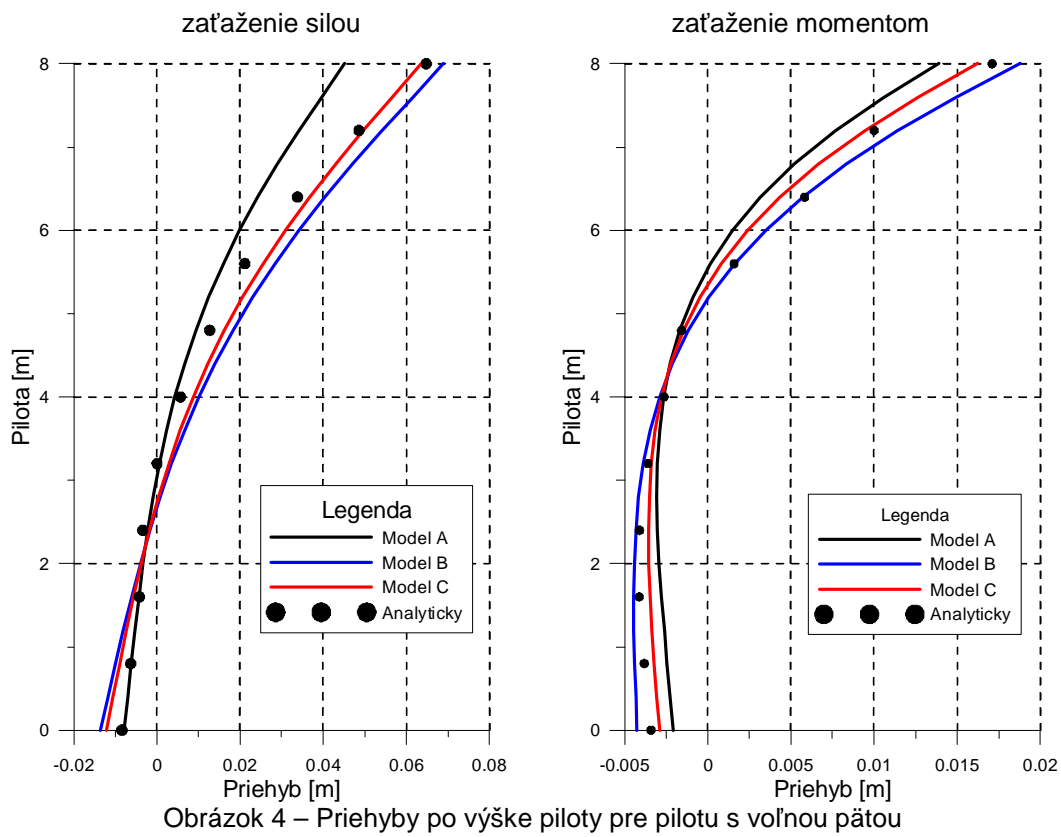 zaťaženie silou
8
6
4
2
0
Pilota [m]
Legenda
Model A
Model B
Model C
Analyticky
-0.02 0 0.02 0.04 0.06 0.08
Priehyb [m]
zaťaženie momentom
8
6
4
2
0
Pilota [m]
Legenda
Model A
Model B
Model C
Analyticky
-0.005 0 0.005 0.01 0.015 0.02
Priehyb [m]
Obrázok 4 – Priehyby po výške piloty pre pilotu s voľnou pätou